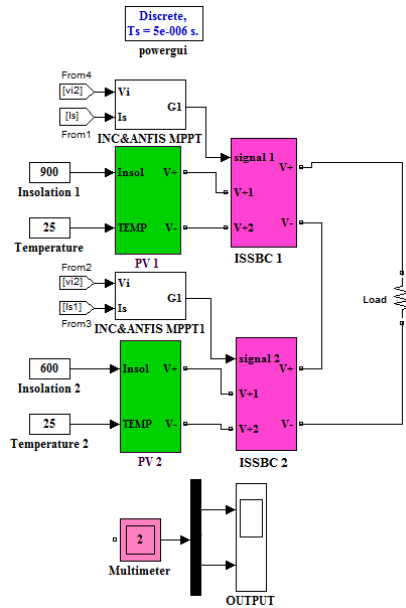 Discrete,
Ts = 5e-006 s.
powergui
From4
[vi2]
Vi
G1
[Is]
Is
From1
INC&ANFIS MPPT
signal 1
V+
900
Insol
V+
V+1
Insolation 1
25
TEMP
V-
V+2
V-
Temperature
PV 1
ISSBC 1
From2
[vi2]
Vi
G1
[Is1]
Is
From3
INC&ANFIS MPPT1
Load
signal 2
V+
600
Insol
V+
V+1
Insolation 2
25
TEMP
V-
V+2
V-
Temperature 2
PV 2
ISSBC 2
2
Multimeter
OUTPUT